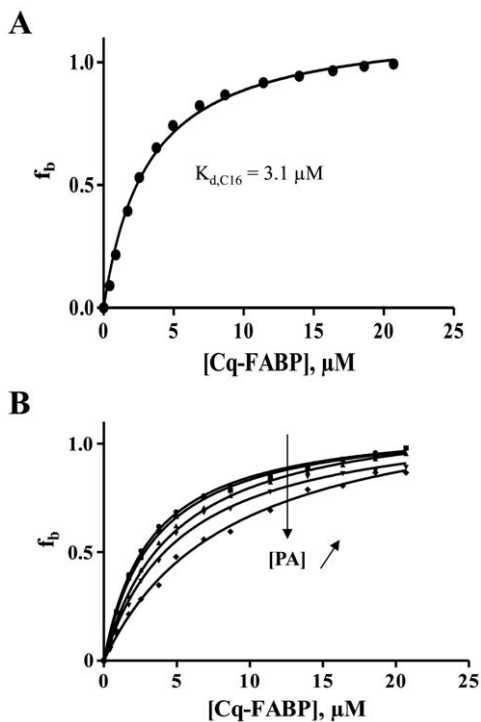 A
1.0
0.5
0.0
f_b
K_d,C16 = 3.1 µM
0 5 10 15 20 25
[Cq-FABP], µM
B
1.0
0.5
0
f_b
[PA]
0 5 10 15 20 25
[Cq-FABP], µM